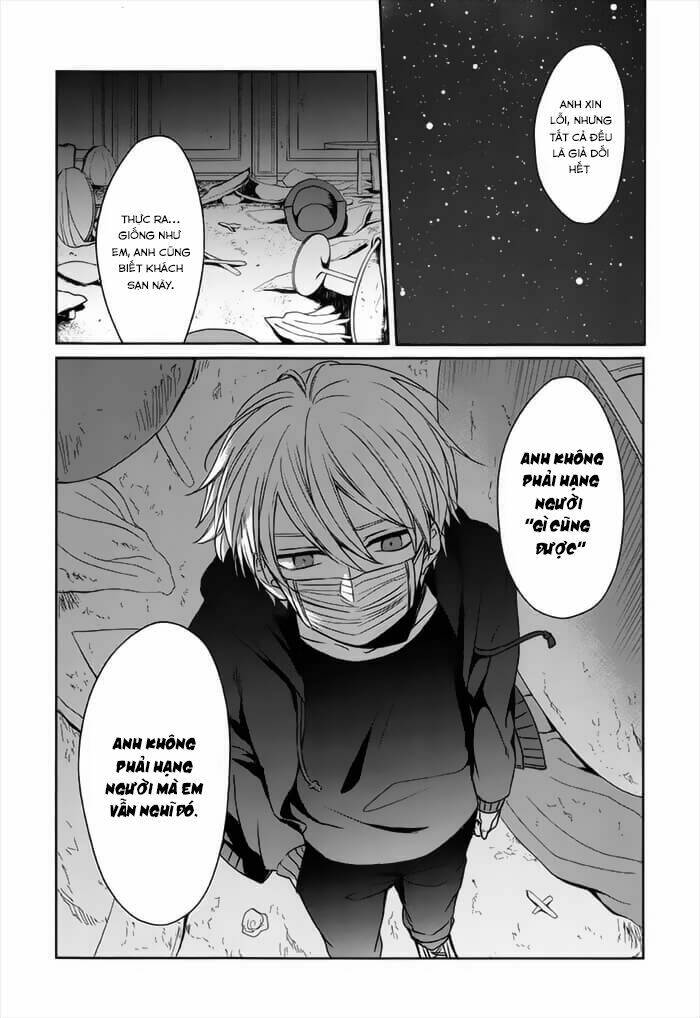 ANH XIN
LỖI, NHƯNG
TẤT CẢ ĐỀU
LÀ GIẢ DỐI
HẾT
THỰC RA...
GIỐNG NHƯ
EM, ANH CŨNG
BIẾT KHÁCH
SẠN NÀY.
ANH KHÔNG
PHẢI HẠNG
NGƯỜI
"GÌ CŨNG
ĐƯỢC"
ANH KHÔNG
PHẢI HẠNG
NGƯỜI MÀ EM
VẪN NGHĨ ĐÓ.